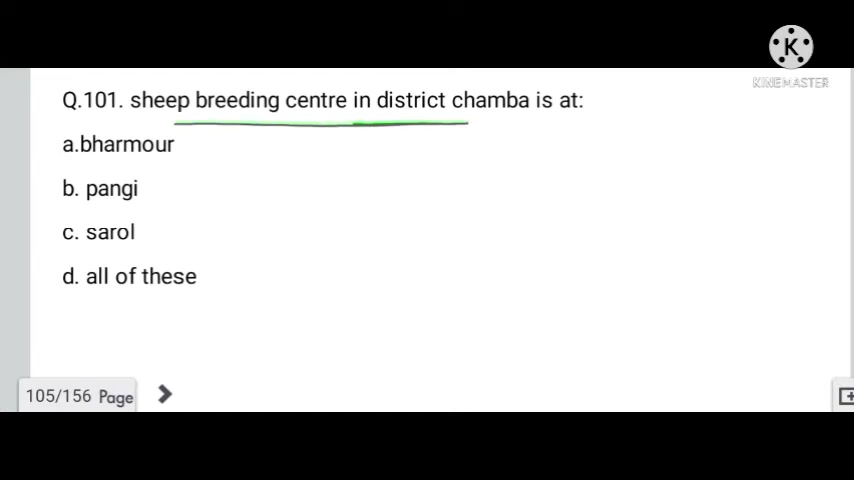 K
KINEMASTER
Q.101. sheep breeding centre in district chamba is at:
a.bharmour
b. pangi
c. sarol
d. all of these
105/156 Page